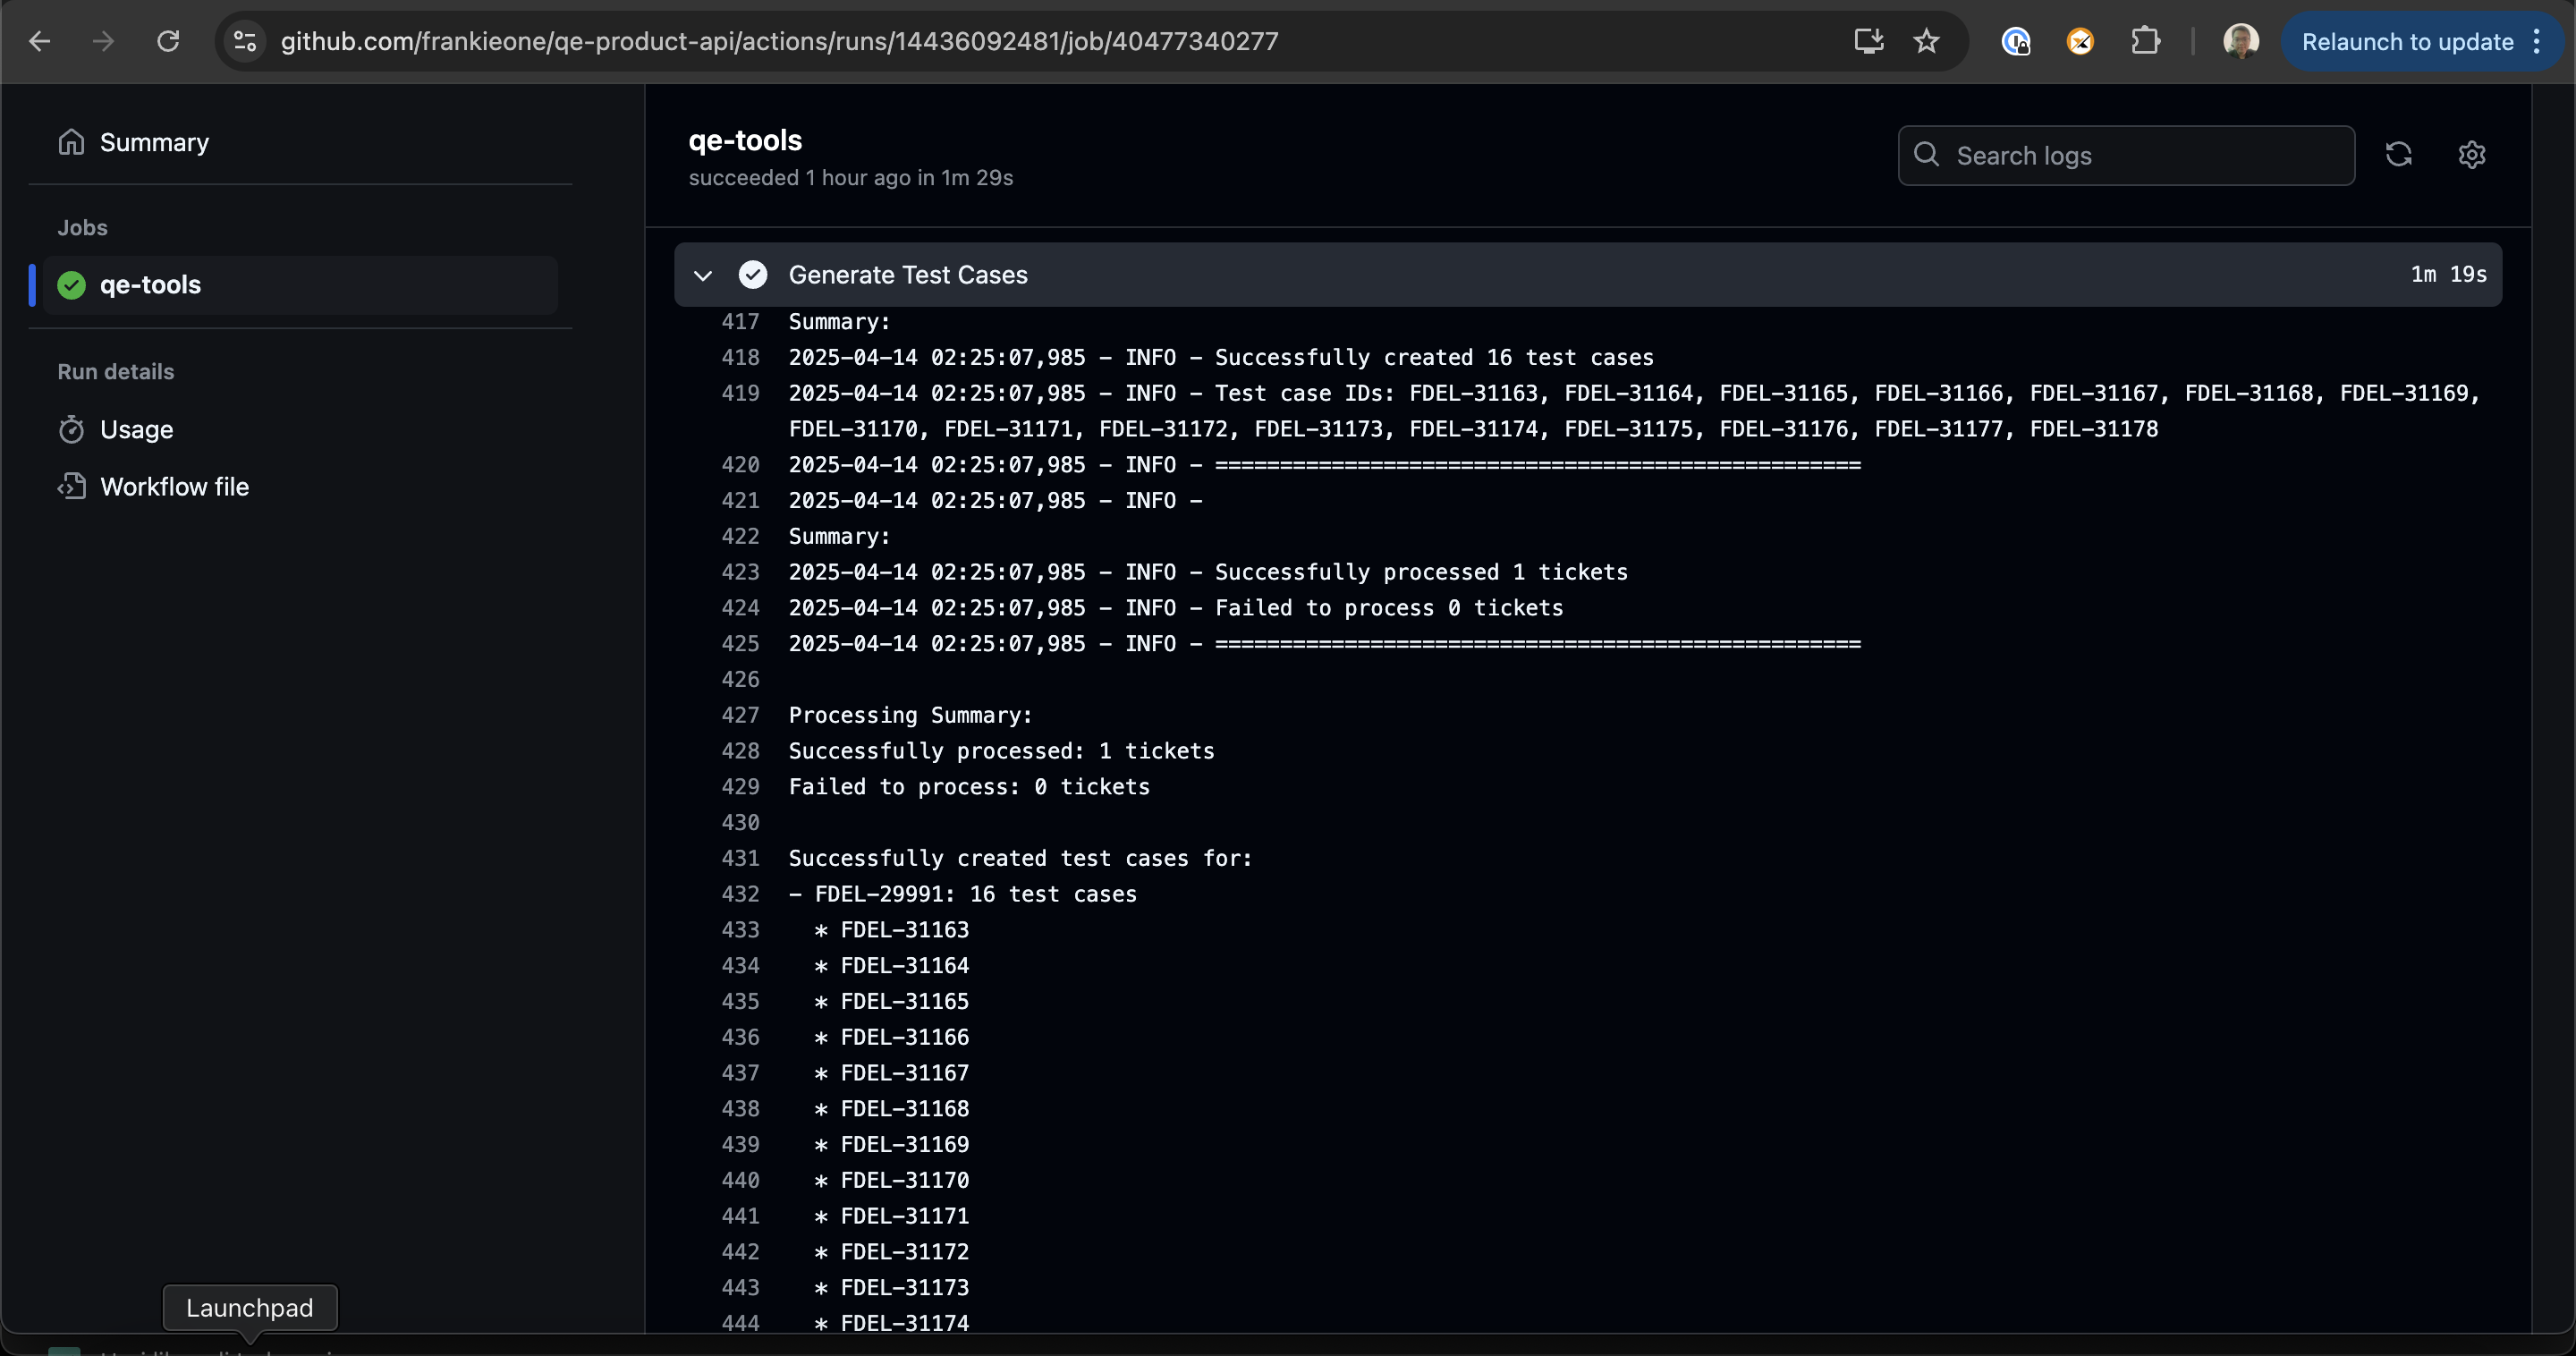 github.com/frankieone/qe-product-api/actions/runs/14436092481/job/40477340277
Relaunch to update
Summary
Jobs
qe-tools
Run details
Usage
Workflow file
qe-tools
succeeded 1 hour ago in 1m 29s
Search logs
Generate Test Cases
1m 19s
417 Summary:
418 2025-04-14 02:25:07,985 - INFO - Successfully created 16 test cases
419 2025-04-14 02:25:07,985 - INFO - Test case IDs: FDEL-31163, FDEL-31164, FDEL-31165, FDEL-31166, FDEL-31167, FDEL-31168, FDEL-31169,
FDEL-31170, FDEL-31171, FDEL-31172, FDEL-31173, FDEL-31174, FDEL-31175, FDEL-31176, FDEL-31177, FDEL-31178
420 2025-04-14 02:25:07,985 - INFO - ==================================================
421 2025-04-14 02:25:07,985 - INFO -
422 Summary:
423 2025-04-14 02:25:07,985 - INFO - Successfully processed 1 tickets
424 2025-04-14 02:25:07,985 - INFO - Failed to process 0 tickets
425 2025-04-14 02:25:07,985 - INFO - ==================================================
426
427 Processing Summary:
428 Successfully processed: 1 tickets
429 Failed to process: 0 tickets
430
431 Successfully created test cases for:
432 - FDEL-29991: 16 test cases
433 * FDEL-31163
434 * FDEL-31164
435 * FDEL-31165
436 * FDEL-31166
437 * FDEL-31167
438 * FDEL-31168
439 * FDEL-31169
440 * FDEL-31170
441 * FDEL-31171
442 * FDEL-31172
443 * FDEL-31173
444 * FDEL-31174
Launchpad